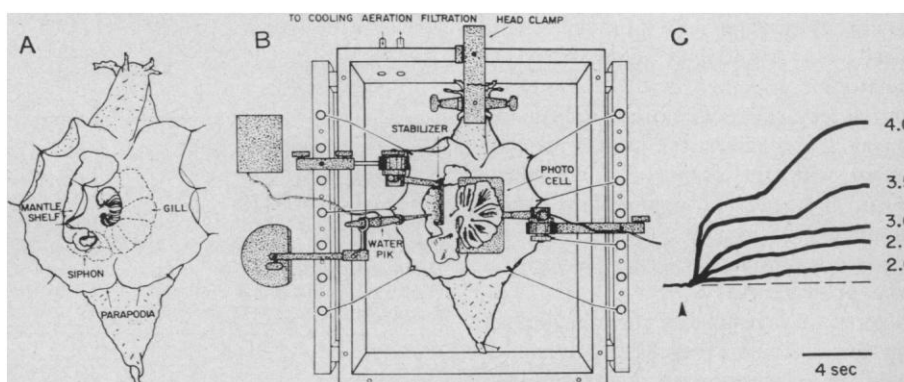 A
MANTLE
SHELF
GILL
SIPHON
PARAPODIA
B
TO COOLING AERATION FILTRATION
HEAD CLAMP
STABILIZER
PHOTO
CELL
WATER
PIK
C
4 sec